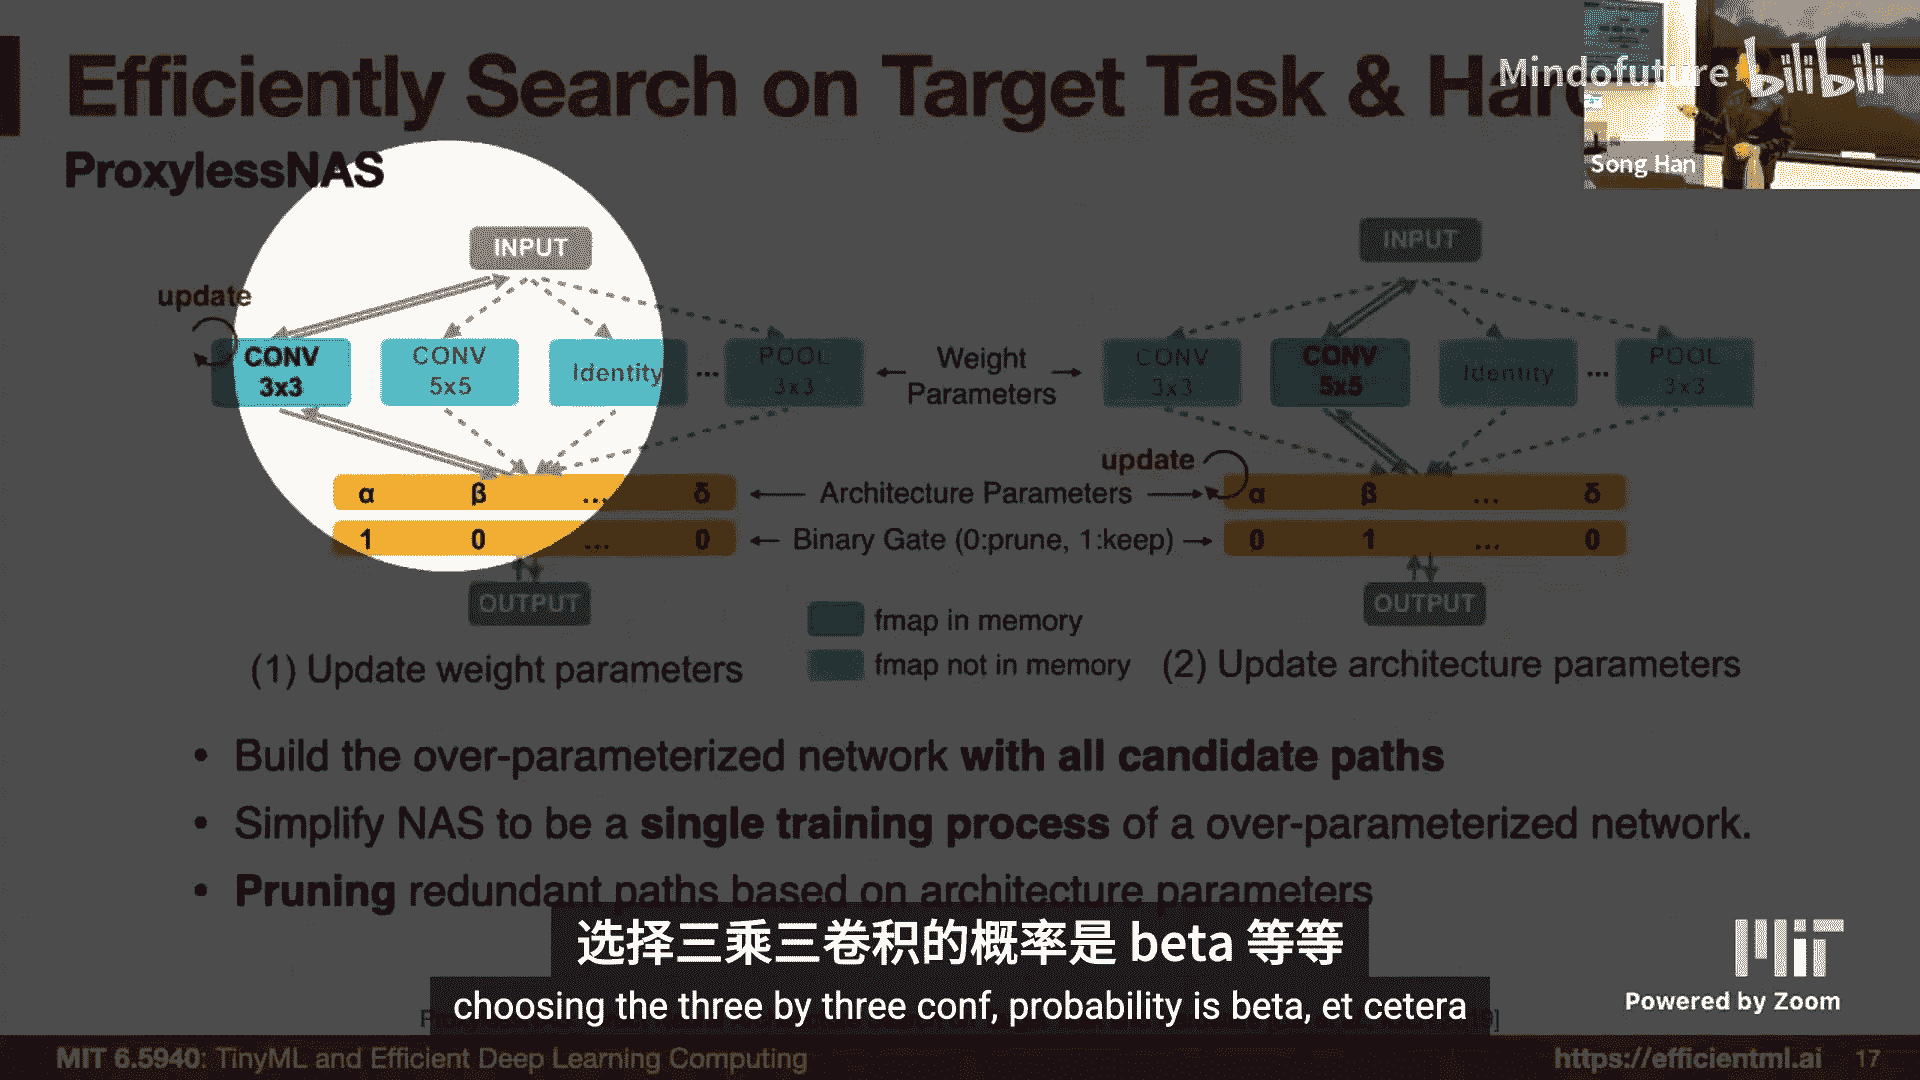 Efficiently Search on Target Task & Hard
Mindofuture bilibili
Song Han
ProxylessNAS
INPUT
INPUT
update
CONV 3x3
CONV 5x5
Identity
...
POOL 3x3
Weight Parameters
CONV 3x3
CONV 5x5
Identity
...
POOL 3x3
update
α β ... δ
Architecture Parameters
α β ... δ
1 0 ... 0
Binary Gate (0:prune, 1:keep)
0 1 ... 0
OUTPUT
OUTPUT
fmap in memory
fmap not in memory
(1) Update weight parameters
(2) Update architecture parameters
• Build the over-parameterized network with all candidate paths
• Simplify NAS to be a single training process of a over-parameterized network.
• Pruning redundant paths based on architecture parameters
选择三乘三卷积的概率是 beta 等等
choosing the three by three conf, probability is beta, et cetera
MIT
Powered by Zoom
MIT 6.5940: TinyML and Efficient Deep Learning Computing
https://efficientml.ai
17